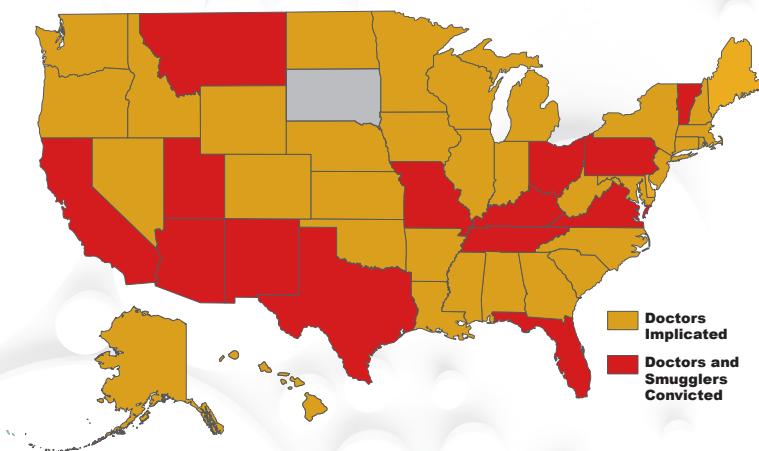 Doctors
Implicated
Doctors and
Smugglers
Convicted